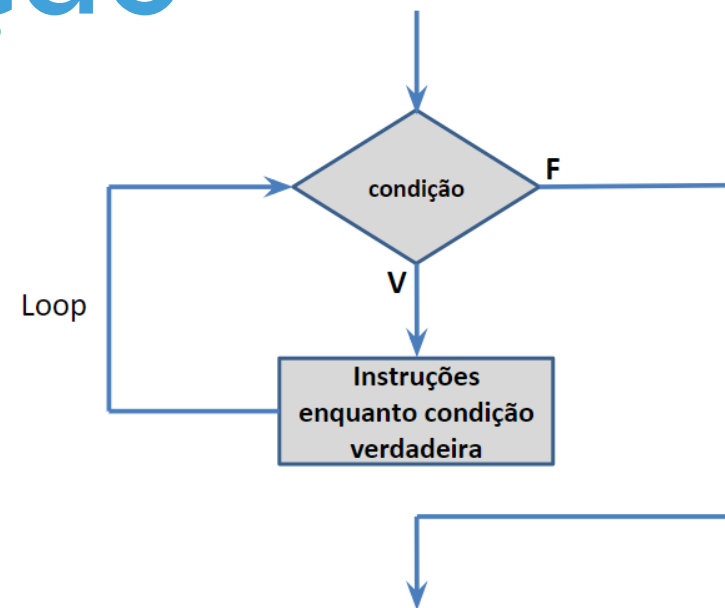 condição
F
V
Loop
Instruções
enquanto condição
verdadeira